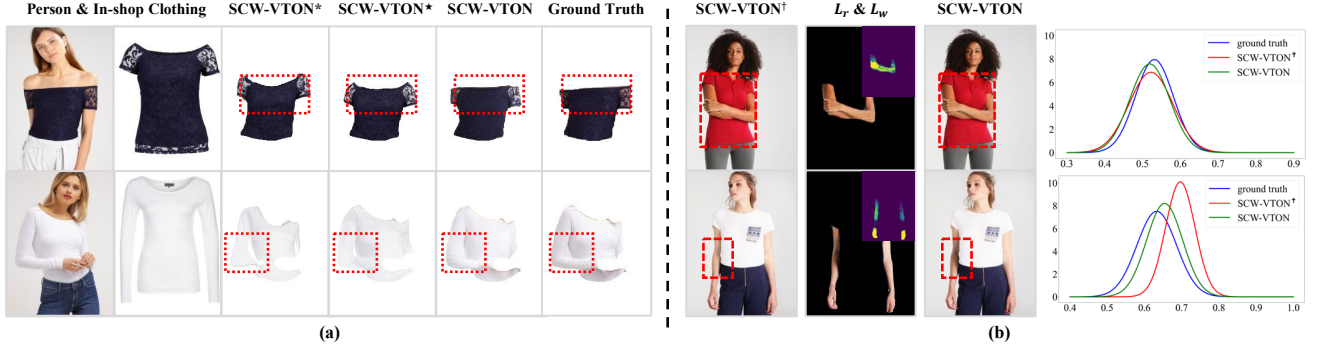 Person & In-shop Clothing SCW-VTON* SCW-VTON★ SCW-VTON Ground Truth
(a)
SCW-VTON† L_r & L_w SCW-VTON
10
8
6
4
2
0
0.3 0.4 0.5 0.6 0.7 0.8 0.9
ground truth
SCW-VTON†
SCW-VTON
10
8
6
4
2
0
0.4 0.5 0.6 0.7 0.8 0.9 1.0
ground truth
SCW-VTON†
SCW-VTON
(b)